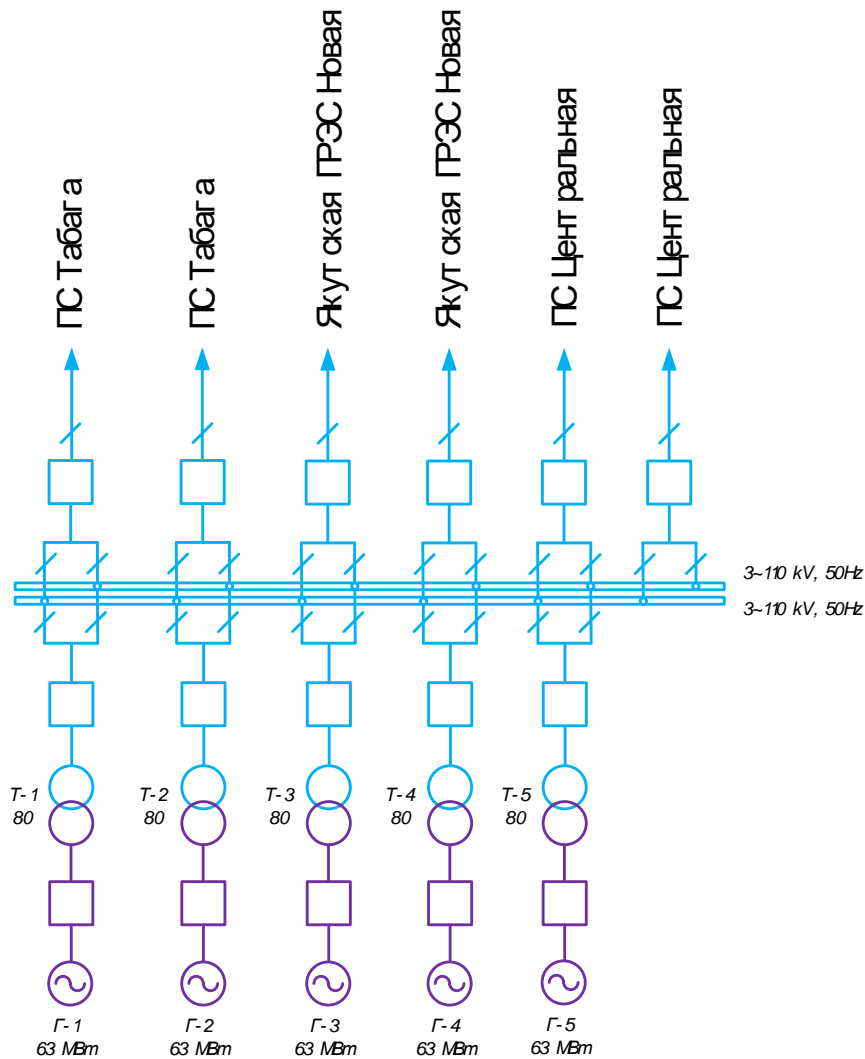 ПС Табага
ПС Табага
Якутская ГРЭС Новая
Якутская ГРЭС Новая
ПС Центральная
ПС Центральная
3~110 kV, 50Hz
3~110 kV, 50Hz
Т-1
80
Т-2
80
Т-3
80
Т-4
80
Т-5
80
Г-1
63 МВт
Г-2
63 МВт
Г-3
63 МВт
Г-4
63 МВт
Г-5
63 МВт